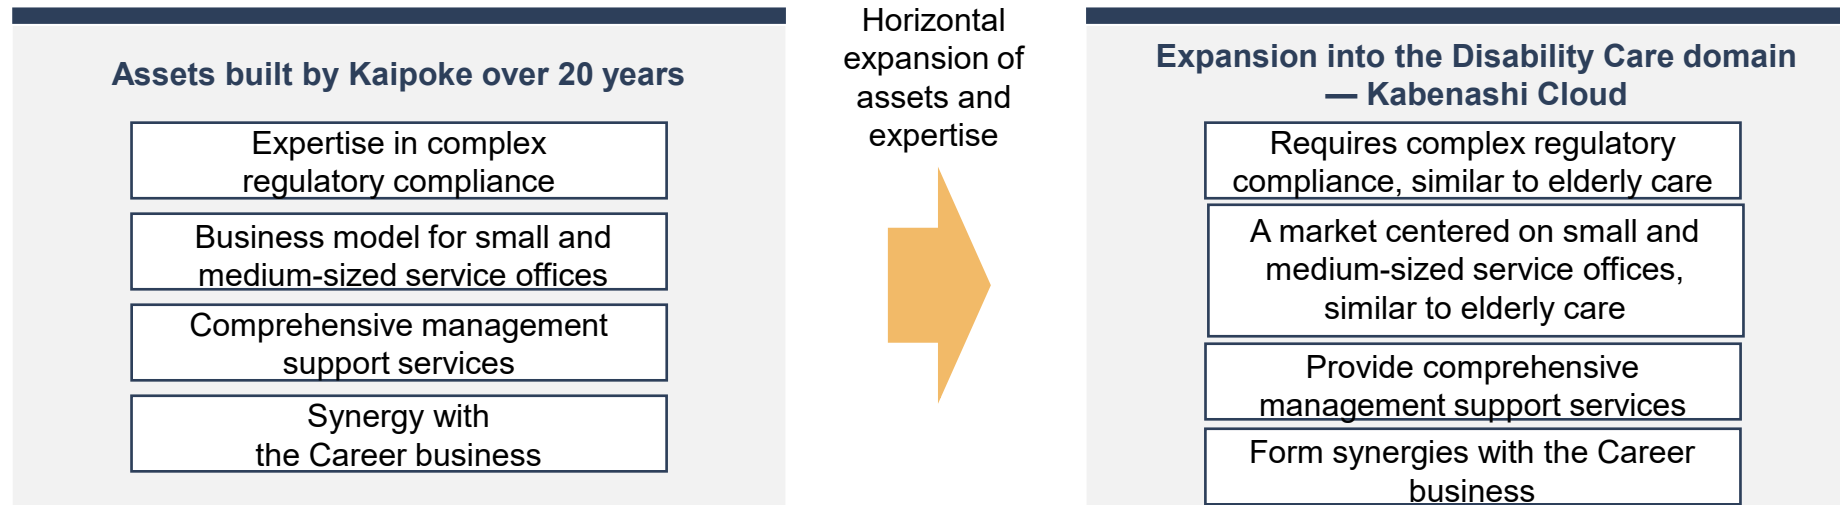 Assets built by Kaipoke over 20 years
Expertise in complex
regulatory compliance
Business model for small and
medium-sized service offices
Comprehensive management
support services
Synergy with
the Career business
Horizontal
expansion of
assets and
expertise
Expansion into the Disability Care domain
— Kabenashi Cloud
Requires complex regulatory
compliance, similar to elderly care
A market centered on small and
medium-sized service offices,
similar to elderly care
Provide comprehensive
management support services
Form synergies with the Career
business